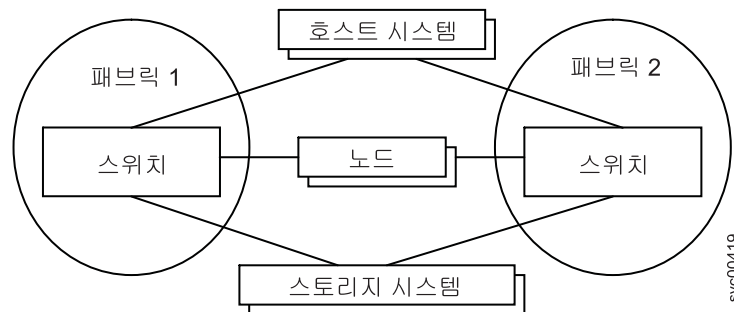 호스트 시스템
패브릭 1
패브릭 2
스위치
노드
스위치
스토리지 시스템
svc00419